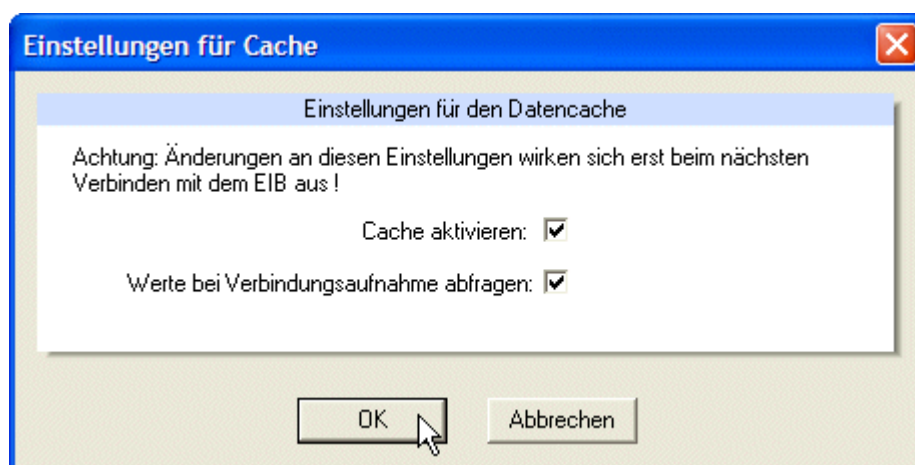 Einstellungen für Cache
Einstellungen für den Datencache
Achtung: Änderungen an diesen Einstellungen wirken sich erst beim nächsten
Verbinden mit dem EIB aus !
Cache aktivieren:
Werte bei Verbindungsaufnahme abfragen:
OK
Abbrechen